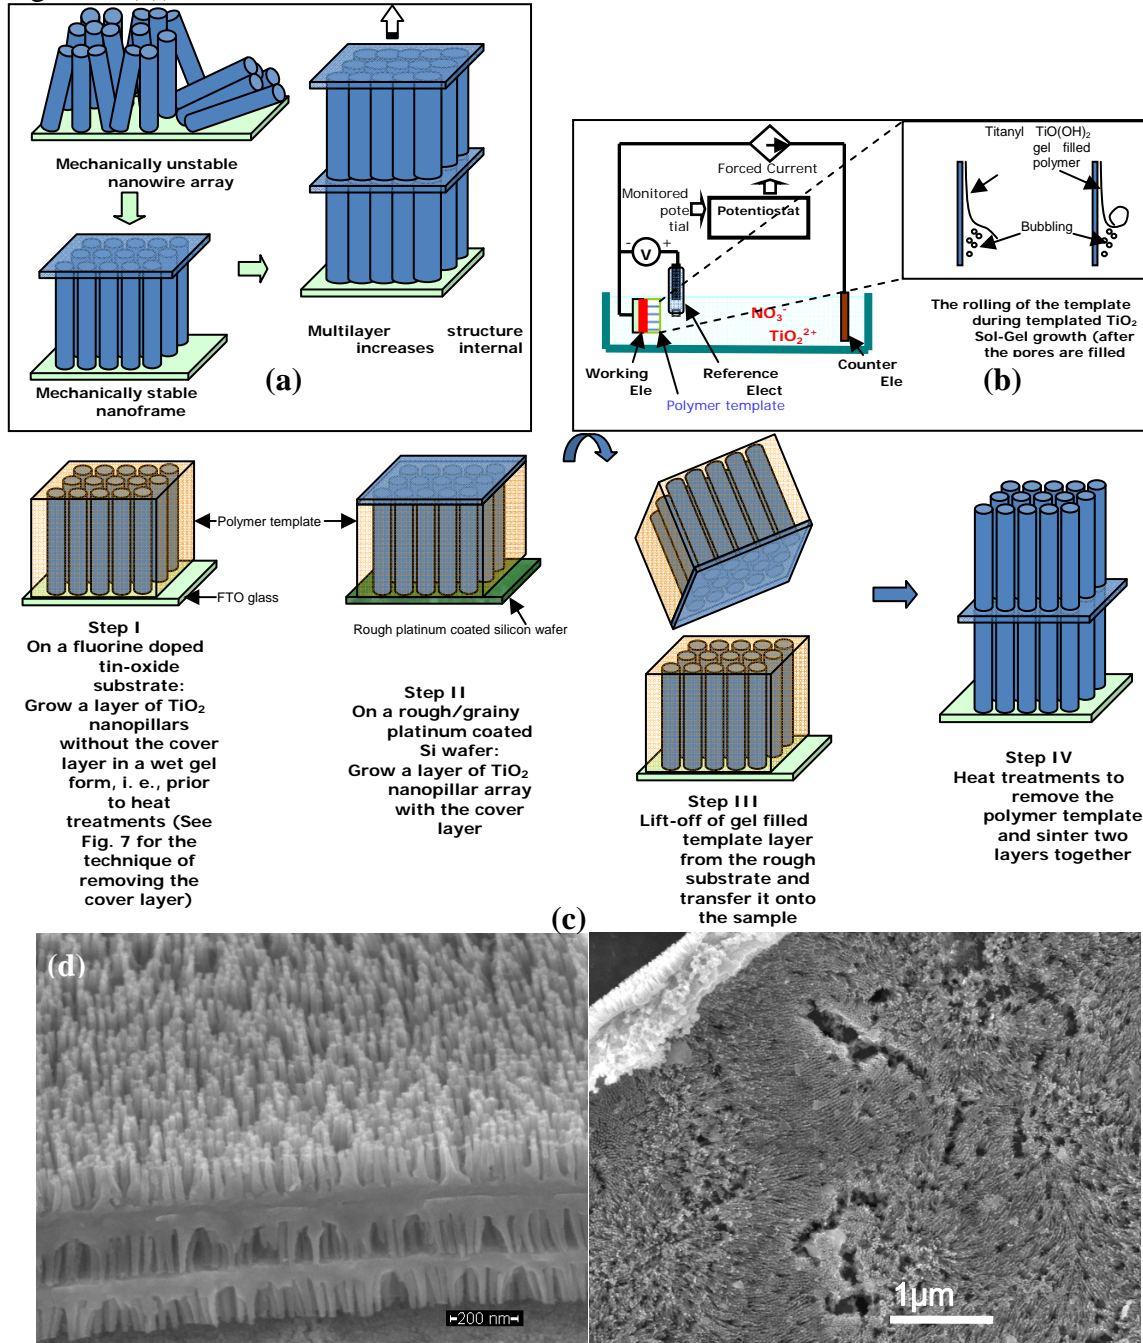 Mechanically unstable
nanowire array
Mechanically stable
nanoframe
Multilayer structure
increases internal
(a)
Forced Current
Monitored
pote
tial
Potentiostat
- V +
NO₃⁻
TiO₂²⁺
Working
Ele
Reference
Elect
Counter
Ele
Polymer template
Titanyl TiO(OH)₂
gel filled
polymer
Bubbling
The rolling of the template
during templated TiO₂
Sol-Gel growth (after
the pores are filled
(b)
Polymer template
FTO glass
Rough platinum coated silicon wafer
Step I
On a fluorine doped
tin-oxide
substrate:
Grow a layer of TiO₂
nanopillars
without the cover
layer in a wet gel
form, i. e., prior
to heat
treatments (See
Fig. 7 for the
technique of
removing the
cover layer)
Step II
On a rough/grainy
platinum coated
Si wafer:
Grow a layer of TiO₂
nanopillar array
with the cover
layer
Step III
Lift-off of gel filled
template layer
from the rough
substrate and
transfer it onto
the sample
Step IV
Heat treatments to
remove the
polymer template
and sinter two
layers together
(c)
(d)
200 nm
1µm